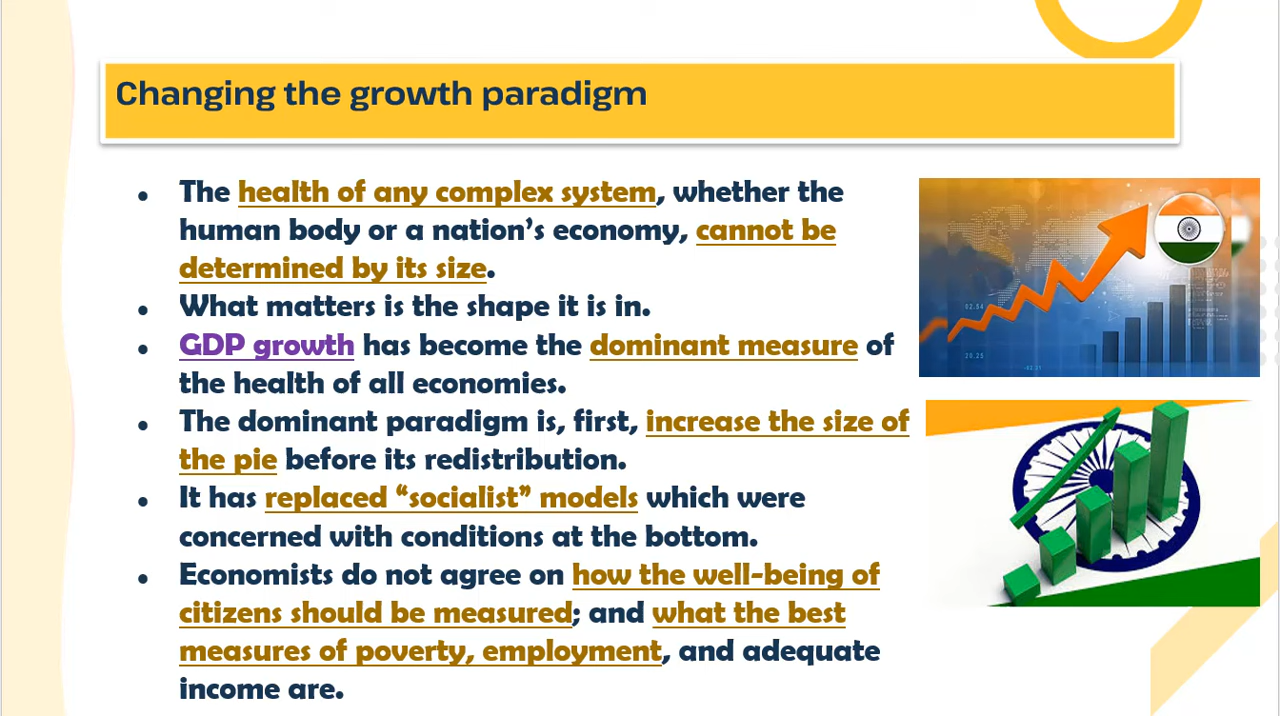 Changing the growth paradigm
• The health of any complex system, whether the
human body or a nation’s economy, cannot be
determined by its size.
• What matters is the shape it is in.
• GDP growth has become the dominant measure of
the health of all economies.
• The dominant paradigm is, first, increase the size of
the pie before its redistribution.
• It has replaced “socialist” models which were
concerned with conditions at the bottom.
• Economists do not agree on how the well-being of
citizens should be measured; and what the best
measures of poverty, employment, and adequate
income are.